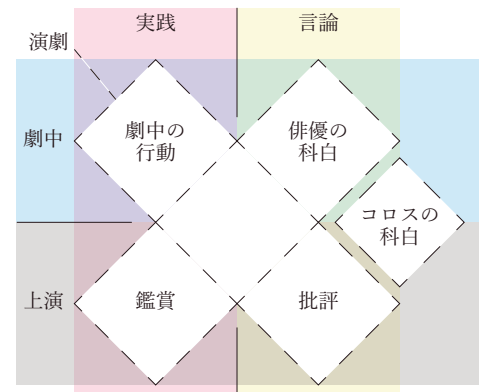 実践
言論
演劇
劇中
劇中の
行動
俳優の
科白
コロスの
科白
上演
鑑賞
批評